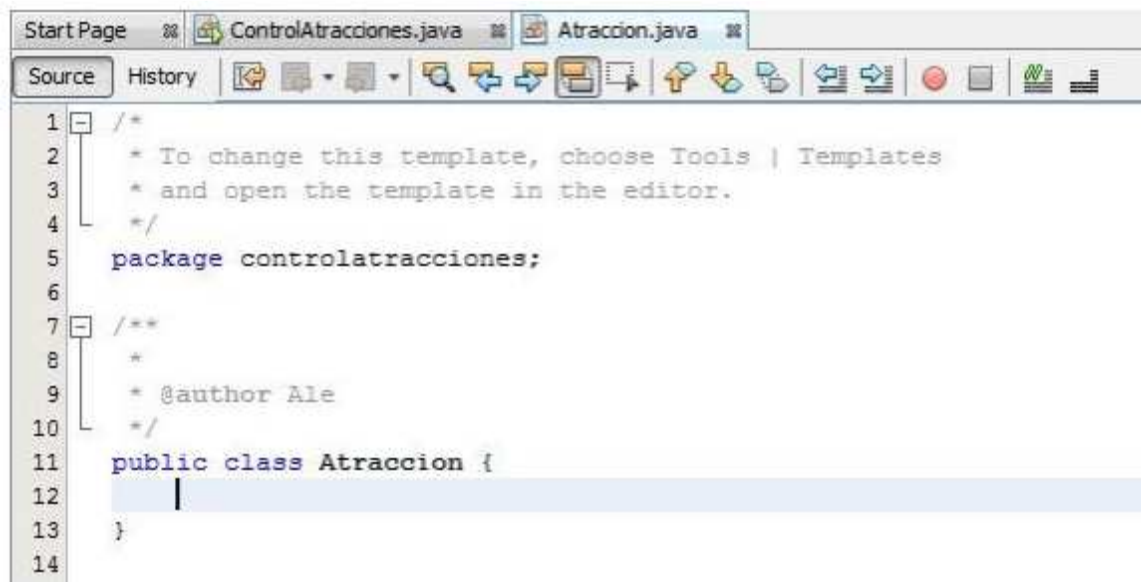 Start Page ControlAtracciones.java Atraccion.java
Source History
1 /*
2 * To change this template, choose Tools | Templates
3 * and open the template in the editor.
4 */
5 package controlatracciones;
6
7 /**
8 *
9 * @author Ale
10 */
11 public class Atraccion {
12
13 }
14